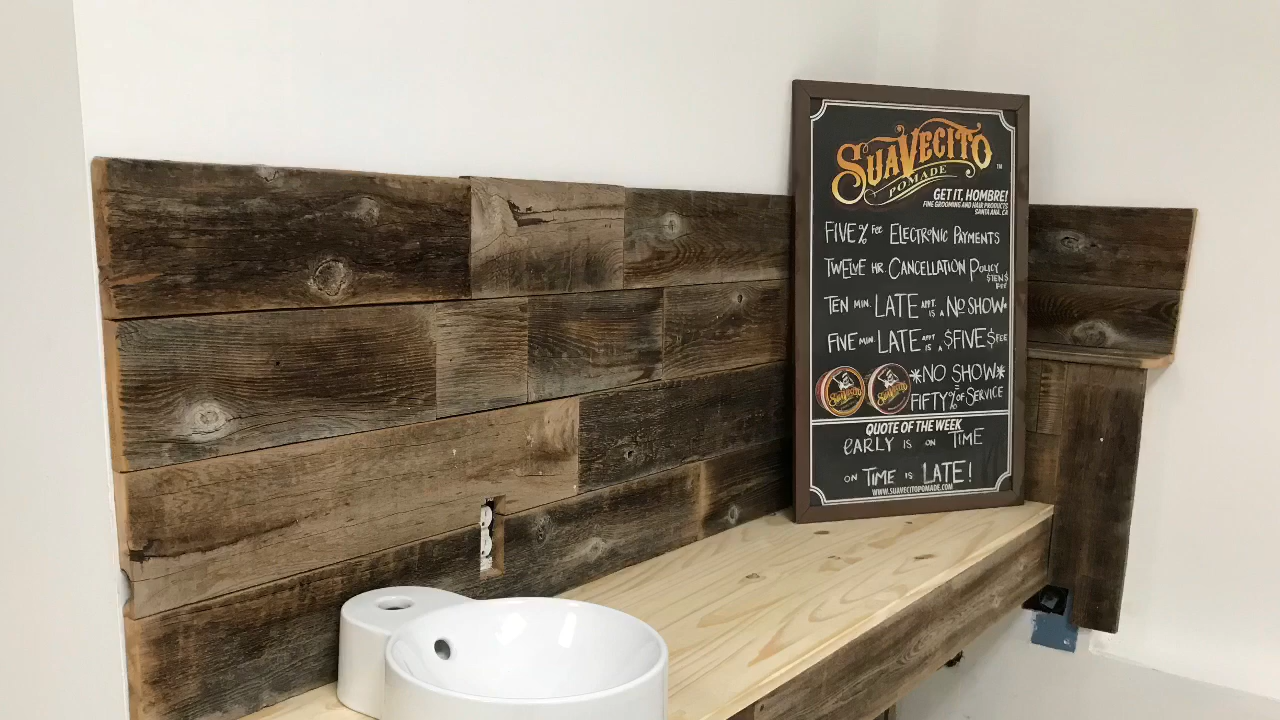 SUAVECITO
POMADE
TM
GET IT, HOMBRE!
FINE GROOMING AND HAIR PRODUCTS
SANTA ANA, CA
FIVE% FEE ELECTRONIC PAYMENTS
TWELVE HR. CANCELLATION POLICY
$TEN$
FEE
TEN MIN. LATE APPT. IS A NO SHOW*
FIVE MIN. LATE APPT IS A $FIVE$ FEE
*NO SHOW*
=
FIFTY% OF SERVICE
QUOTE OF THE WEEK
EARLY IS ON TIME
ON TIME IS LATE!
WWW.SUAVECITOPOMADE.COM